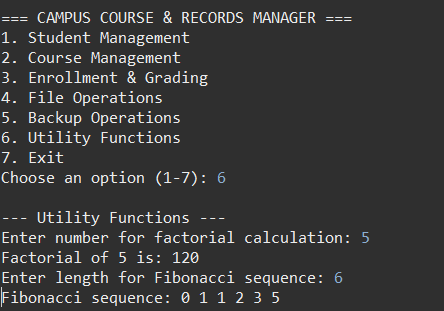 === CAMPUS COURSE & RECORDS MANAGER ===
1. Student Management
2. Course Management
3. Enrollment & Grading
4. File Operations
5. Backup Operations
6. Utility Functions
7. Exit
Choose an option (1-7): 6

--- Utility Functions ---
Enter number for factorial calculation: 5
Factorial of 5 is: 120
Enter length for Fibonacci sequence: 6
Fibonacci sequence: 0 1 1 2 3 5